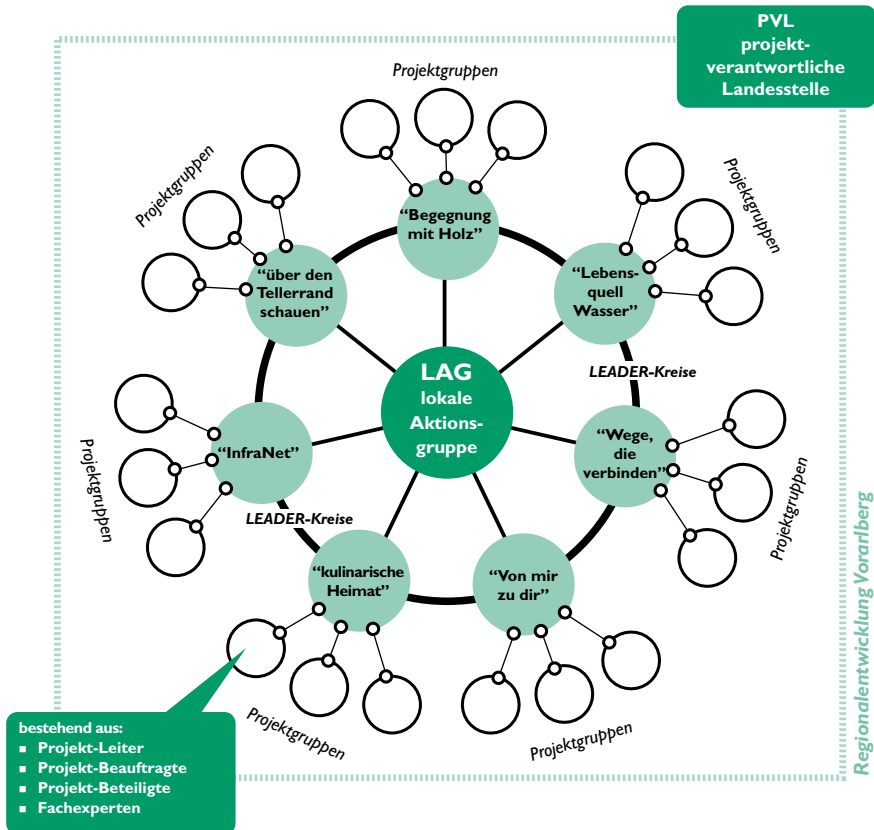 PVL
projekt-
verantwortliche
Landesstelle
Projektgruppen
Projektgruppen
Projektgruppen
“Begegnung
mit Holz”
“über den
Tellerrand
schauen”
“Lebens-
quell
Wasser”
LAG
lokale
Aktions-
gruppe
LEADER-Kreise
“InfraNet”
“Wege,
die
verbinden”
Projektgruppen
Projektgruppen
LEADER-Kreise
“kulinarische
Heimat”
“Von mir
zu dir”
Projektgruppen
Projektgruppen
Regionalentwicklung Vorarlberg
bestehend aus:
▪ Projekt-Leiter
▪ Projekt-Beauftragte
▪ Projekt-Beteiligte
▪ Fachexperten